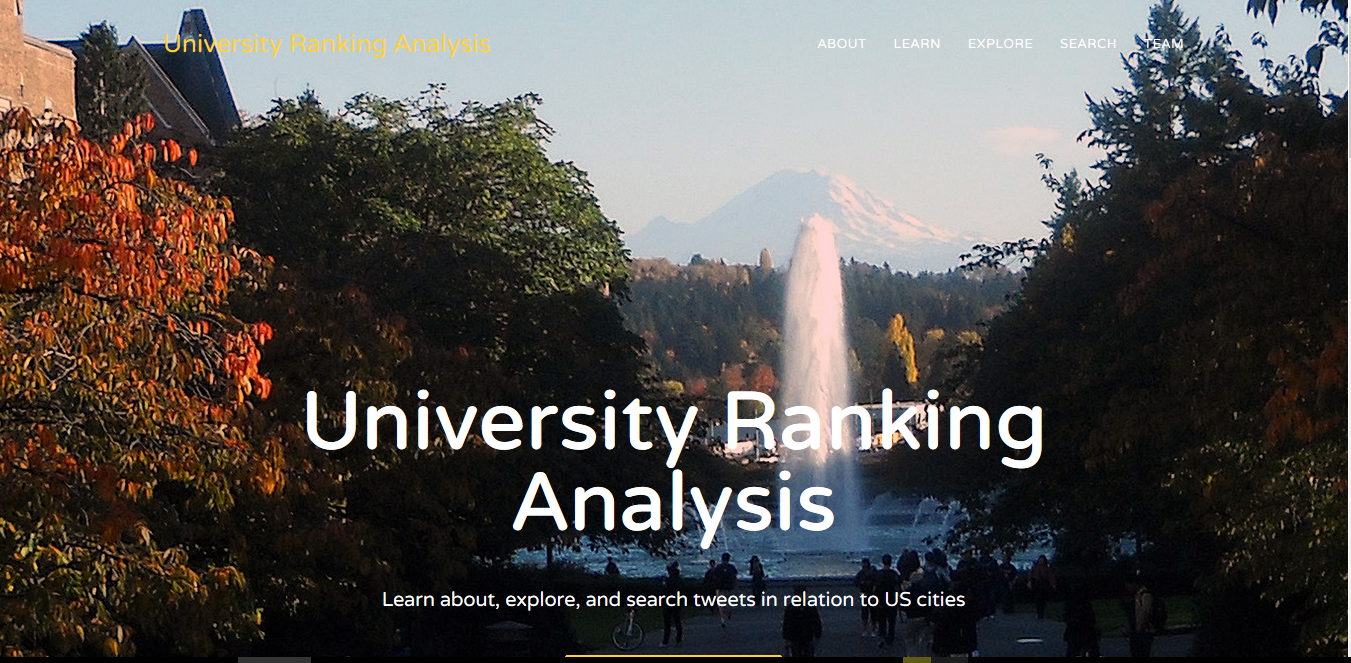 University Ranking Analysis
ABOUT LEARN EXPLORE SEARCH TEAM
University Ranking
Analysis
Learn about, explore, and search tweets in relation to US cities